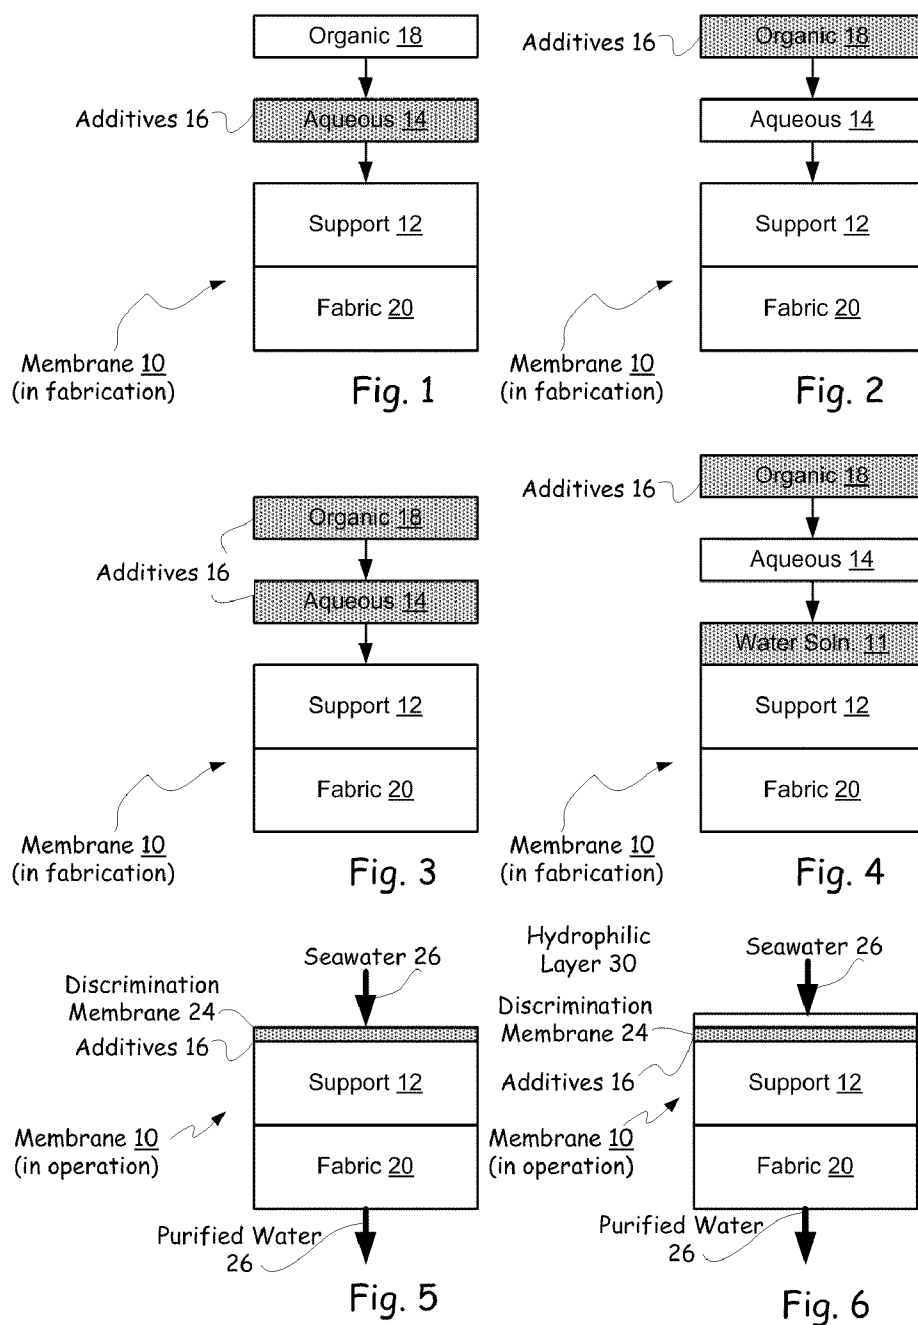 Organic 18
Additives 16
Aqueous 14
Support 12
Fabric 20
Membrane 10
(in fabrication)
Fig. 1
Additives 16
Organic 18
Aqueous 14
Support 12
Fabric 20
Membrane 10
(in fabrication)
Fig. 2
Organic 18
Additives 16
Aqueous 14
Support 12
Fabric 20
Membrane 10
(in fabrication)
Fig. 3
Additives 16
Organic 18
Aqueous 14
Water Soln. 11
Support 12
Fabric 20
Membrane 10
(in fabrication)
Fig. 4
Seawater 26
Discrimination
Membrane 24
Additives 16
Support 12
Membrane 10
(in operation)
Fabric 20
Purified Water
26
Fig. 5
Hydrophilic
Layer 30
Seawater 26
Discrimination
Membrane 24
Additives 16
Support 12
Membrane 10
(in operation)
Fabric 20
Purified Water
26
Fig. 6